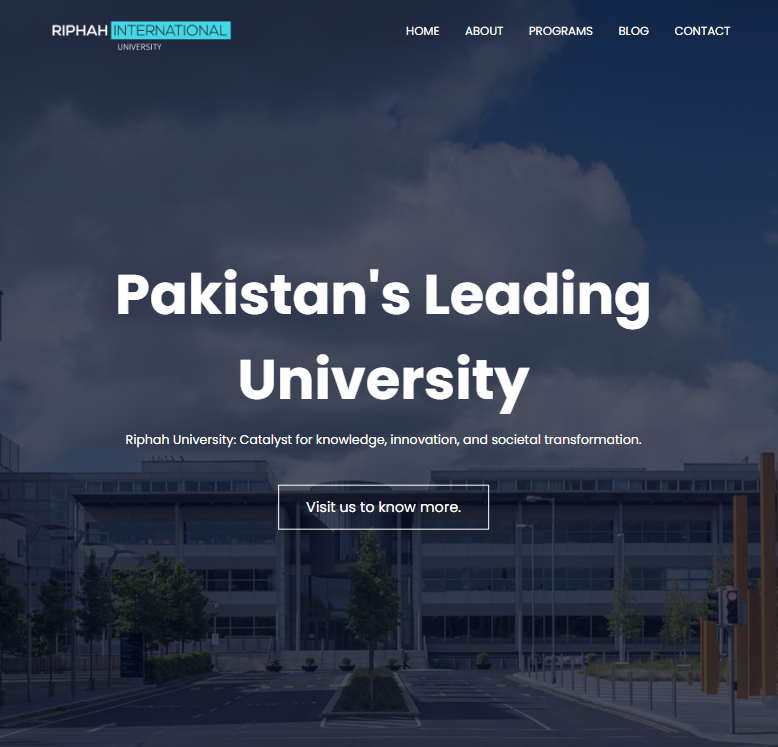 RIPHAH INTERNATIONAL
UNIVERSITY
HOME ABOUT PROGRAMS BLOG CONTACT
Pakistan's Leading
University
Riphah University: Catalyst for knowledge, innovation, and societal transformation.
Visit us to know more.